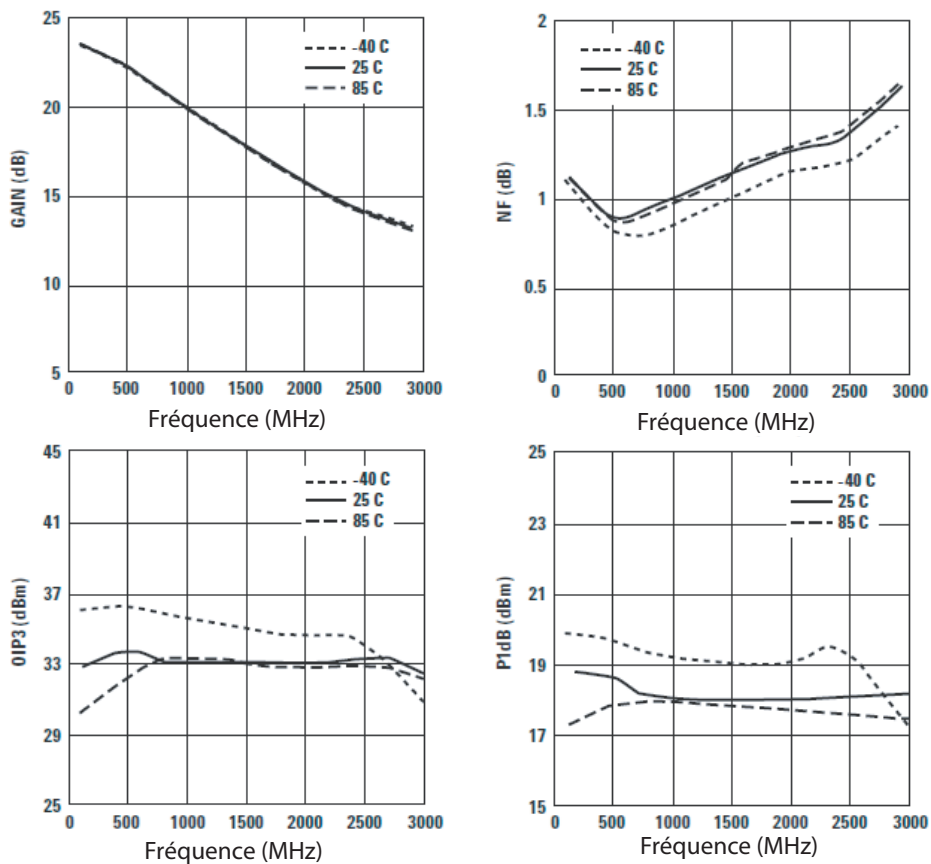 25
20
15
10
5
GAIN (dB)
-40 C
25 C
85 C
0 500 1000 1500 2000 2500 3000
Fréquence (MHz)
2
1.5
1
0.5
0
NF (dB)
-40 C
25 C
85 C
0 500 1000 1500 2000 2500 3000
Fréquence (MHz)
45
41
37
33
29
25
OIP3 (dBm)
-40 C
25 C
85 C
0 500 1000 1500 2000 2500 3000
Fréquence (MHz)
25
23
21
19
17
15
P1dB (dBm)
-40 C
25 C
85 C
0 500 1000 1500 2000 2500 3000
Fréquence (MHz)